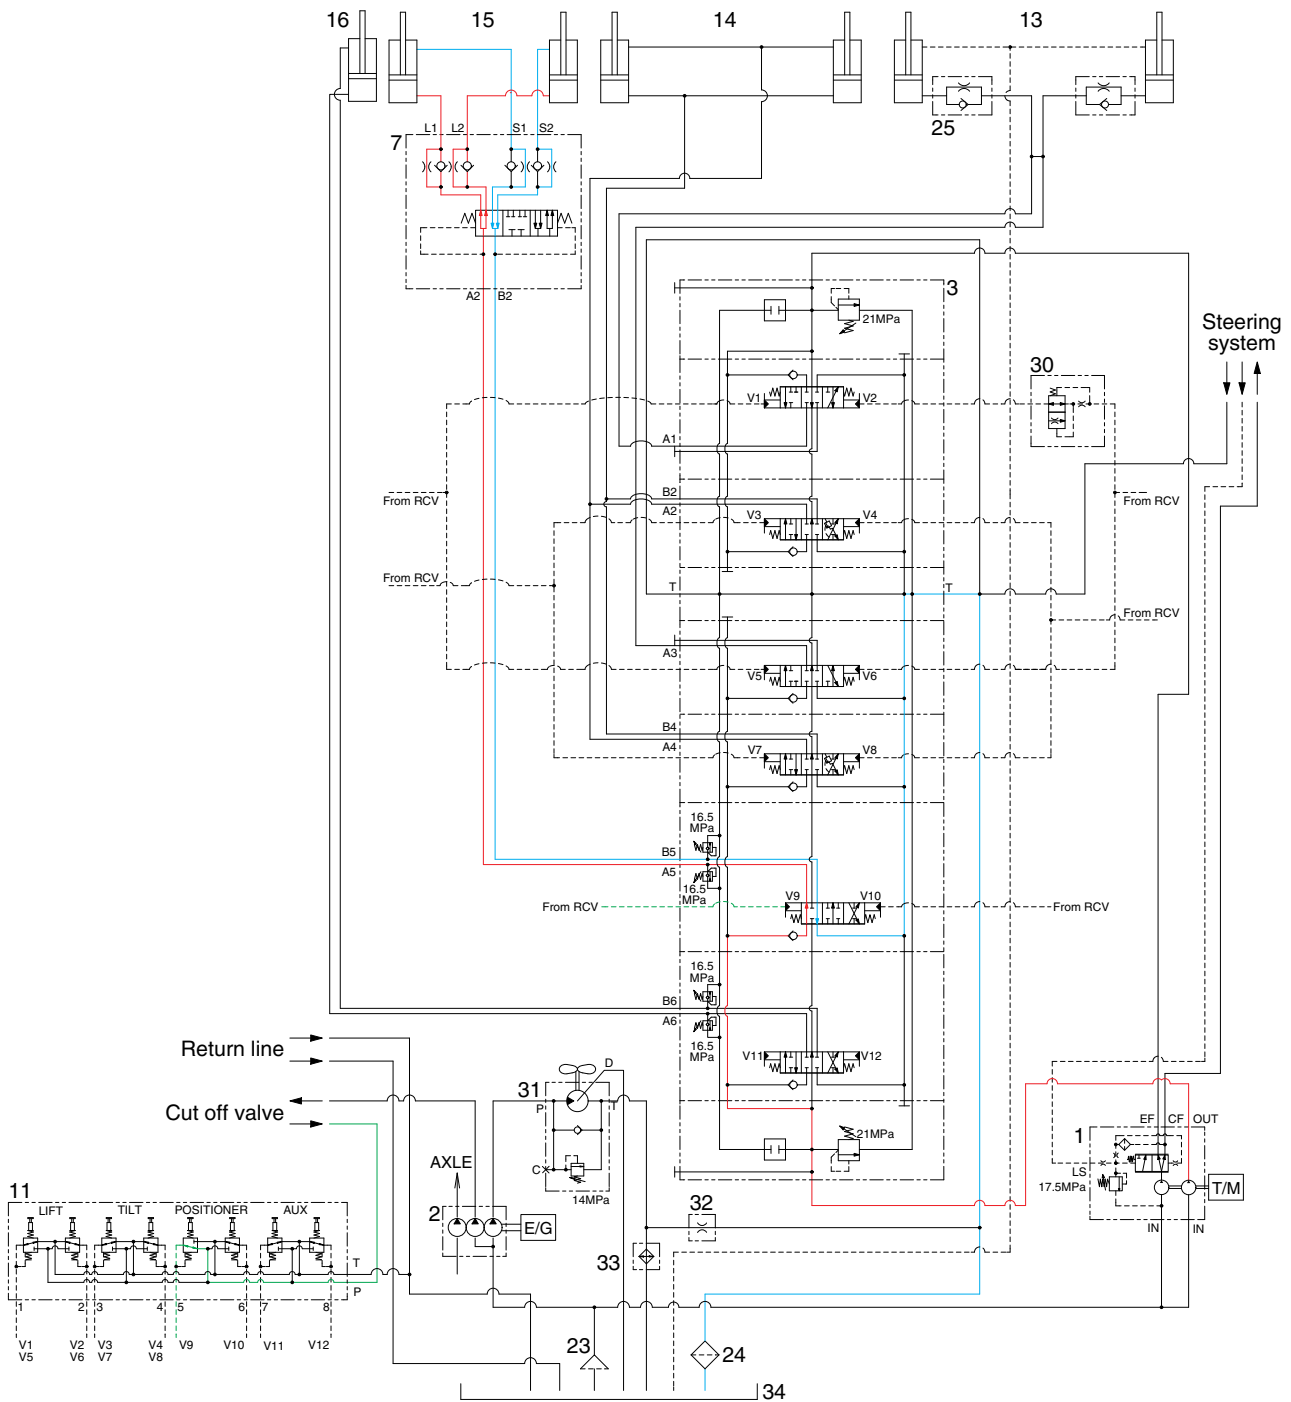 16
15
14
13
25
7
L1
L2
S1
S2
A2
B2
3
21MPa
Steering
system
30
V1
V2
A1
From RCV
From RCV
B2
A2
V3
V4
From RCV
T
T
From RCV
A3
V5
V6
B4
A4
V7
V8
16.5
MPa
B5
A5
16.5
MPa
V9
V10
From RCV
From RCV
16.5
MPa
B6
A6
16.5
MPa
V11
V12
Return line
Cut off valve
31
D
P
T
C
14MPa
21MPa
EF
CF
OUT
1
LS
17.5MPa
T/M
IN
IN
AXLE
2
E/G
32
33
11
LIFT
TILT
POSITIONER
AUX
T
P
1
2
3
4
5
6
7
8
V1
V5
V2
V6
V3
V7
V4
V8
V9
V10
V11
V12
23
24
34